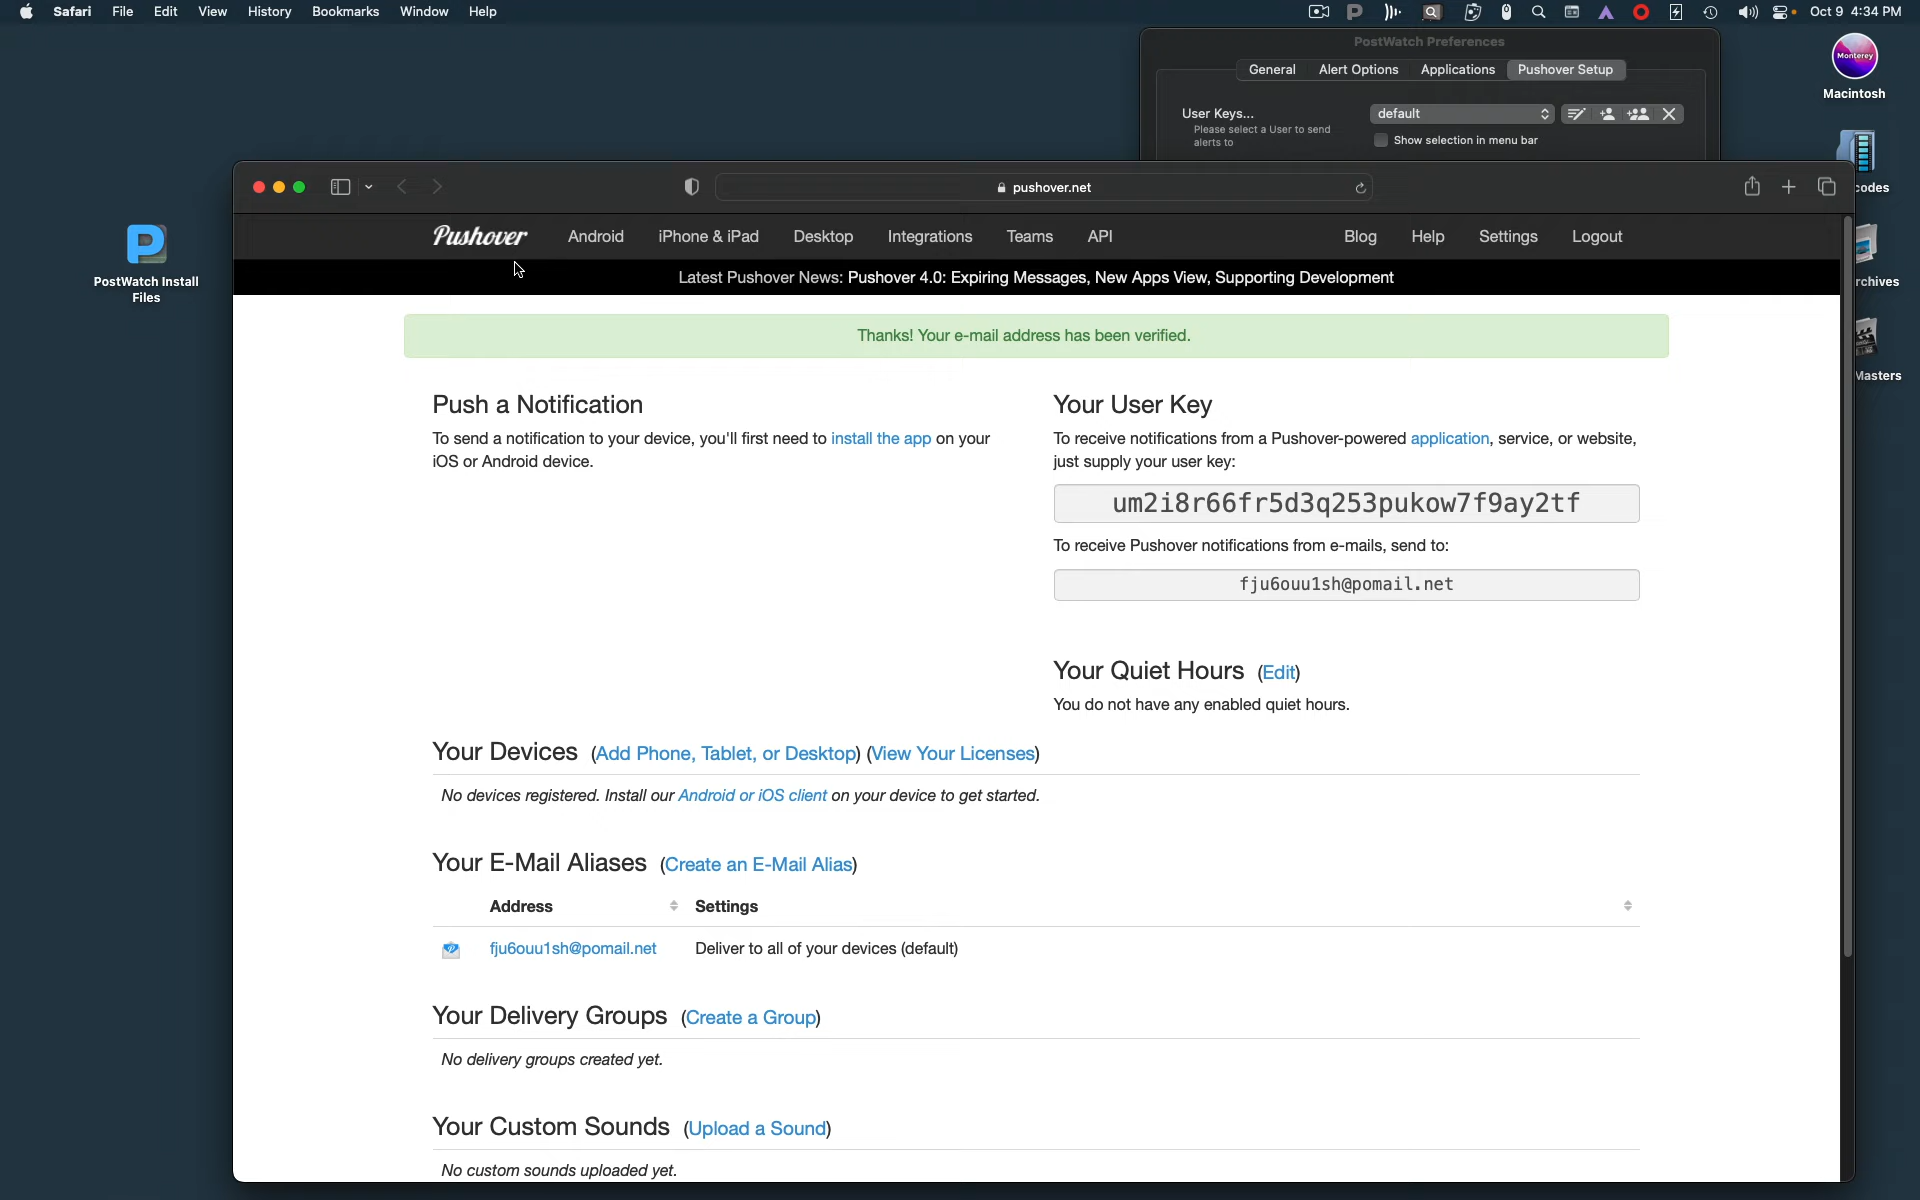 Safari File Edit View History Bookmarks Window Help
Oct 9 4:34 PM
PostWatch Preferences
General Alert Options Applications Pushover Setup
User Keys...
default
Please select a User to send
alerts to
Show selection in menu bar
Monterey
Macintosh
codes
rchives
Masters
PostWatch Install
Files
pushover.net
Pushover Android iPhone & iPad Desktop Integrations Teams API Blog Help Settings Logout
Latest Pushover News: Pushover 4.0: Expiring Messages, New Apps View, Supporting Development
Thanks! Your e-mail address has been verified.
Push a Notification
To send a notification to your device, you'll first need to install the app on your
iOS or Android device.
Your User Key
To receive notifications from a Pushover-powered application, service, or website,
just supply your user key:
um2i8r66fr5d3q253pukow7f9ay2tf
To receive Pushover notifications from e-mails, send to:
fju6ouu1sh@pomail.net
Your Quiet Hours (Edit)
You do not have any enabled quiet hours.
Your Devices (Add Phone, Tablet, or Desktop) (View Your Licenses)
No devices registered. Install our Android or iOS client on your device to get started.
Your E-Mail Aliases (Create an E-Mail Alias)
Address Settings
fju6ouu1sh@pomail.net Deliver to all of your devices (default)
Your Delivery Groups (Create a Group)
No delivery groups created yet.
Your Custom Sounds (Upload a Sound)
No custom sounds uploaded yet.